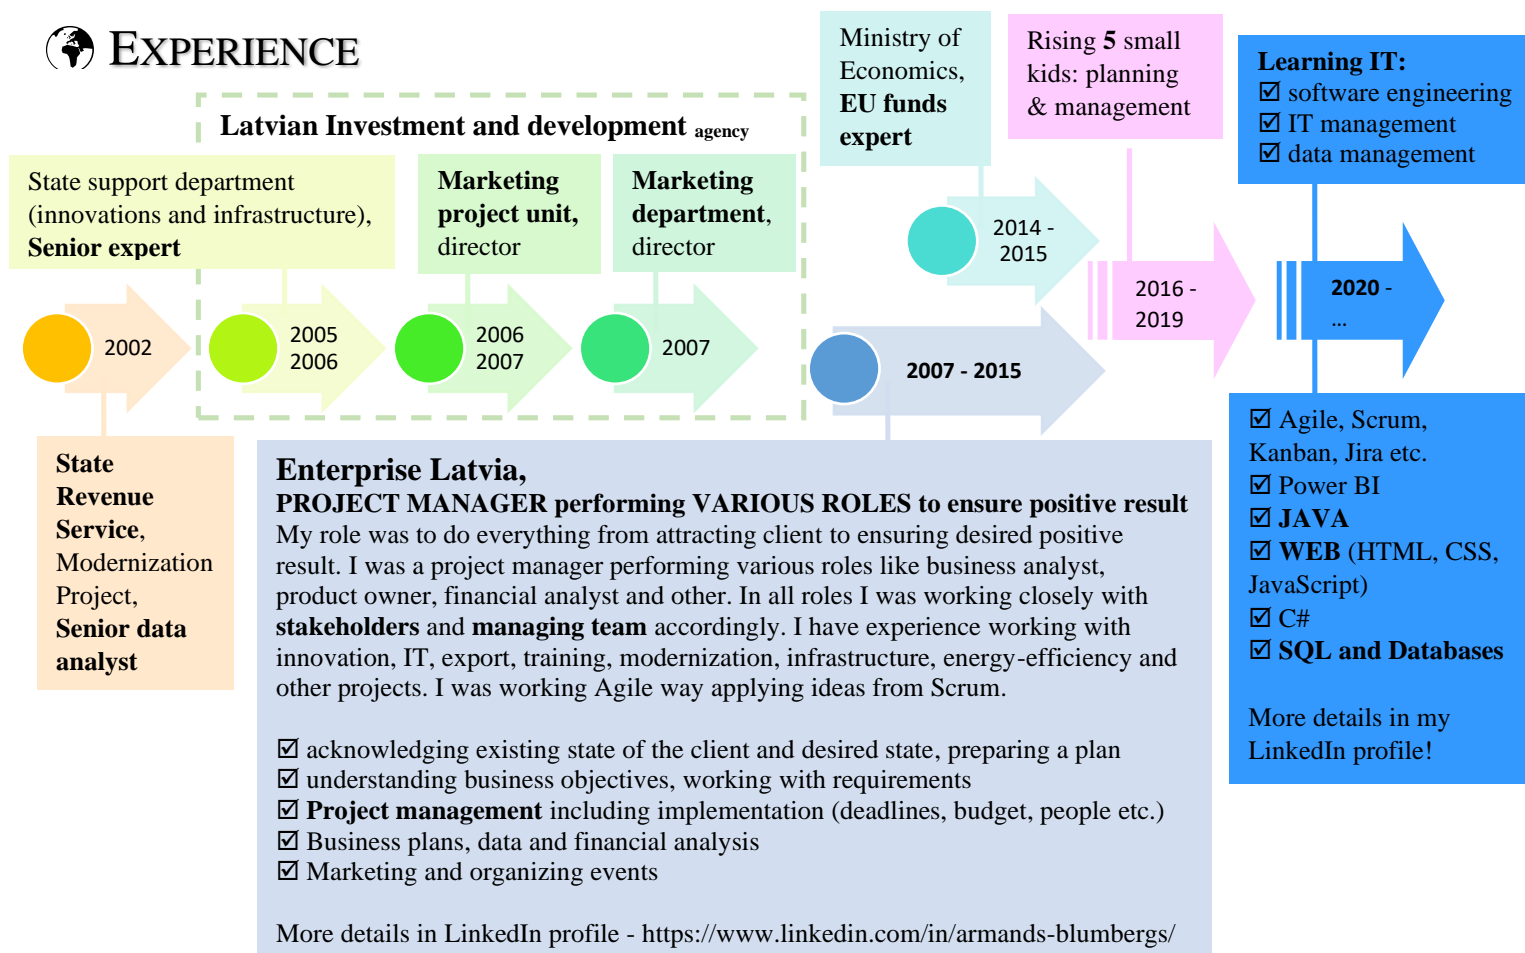 EXPERIENCE
Latvian Investment and development agency
State support department
(innovations and infrastructure),
Senior expert
Marketing
project unit,
director
Marketing
department,
director
Ministry of
Economics,
EU funds
expert
Rising 5 small
kids: planning
& management
Learning IT:
☑ software engineering
☑ IT management
☑ data management
2002
2005
2006
2006
2007
2007
2014 -
2015
2007 - 2015
2016 -
2019
2020 -
...
State
Revenue
Service,
Modernization
Project,
Senior data
analyst
Enterprise Latvia,
PROJECT MANAGER performing VARIOUS ROLES to ensure positive result
My role was to do everything from attracting client to ensuring desired positive
result. I was a project manager performing various roles like business analyst,
product owner, financial analyst and other. In all roles I was working closely with
stakeholders and managing team accordingly. I have experience working with
innovation, IT, export, training, modernization, infrastructure, energy-efficiency and
other projects. I was working Agile way applying ideas from Scrum.
☑ acknowledging existing state of the client and desired state, preparing a plan
☑ understanding business objectives, working with requirements
☑ Project management including implementation (deadlines, budget, people etc.)
☑ Business plans, data and financial analysis
☑ Marketing and organizing events
More details in LinkedIn profile - https://www.linkedin.com/in/armands-blumbergs/
☑ Agile, Scrum,
Kanban, Jira etc.
☑ Power BI
☑ JAVA
☑ WEB (HTML, CSS,
JavaScript)
☑ C#
☑ SQL and Databases
More details in my
LinkedIn profile!